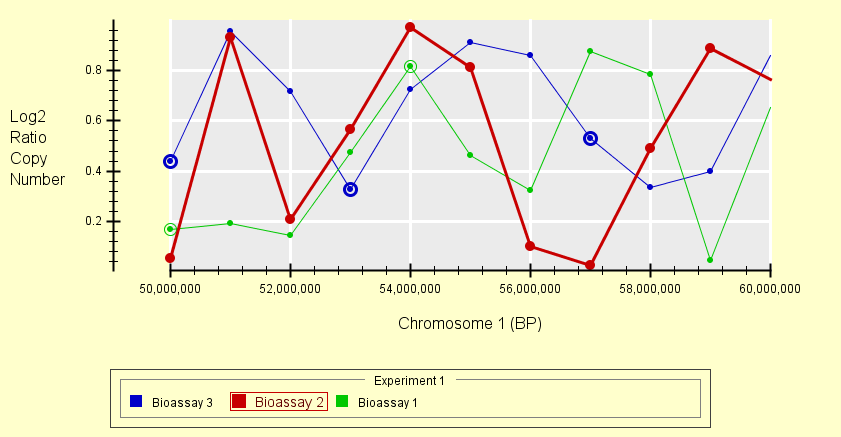 Log2
Ratio
Copy
Number
0.8
0.6
0.4
0.2
50,000,000 52,000,000 54,000,000 56,000,000 58,000,000 60,000,000
Chromosome 1 (BP)
Experiment 1
Bioassay 3 Bioassay 2 Bioassay 1